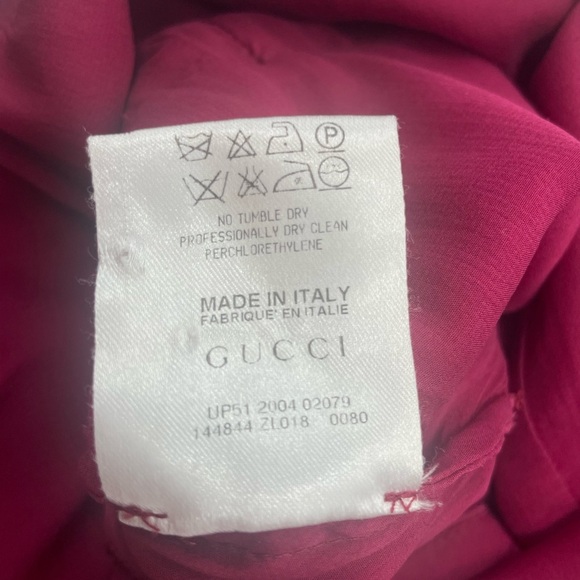 P
NO TUMBLE DRY
PROFESSIONALLY DRY CLEAN
PERCHLORETHYLENE
MADE IN ITALY
FABRIQUE' EN ITALIE
GUCCI
UP51 2004 02079
144844 ZL018 0080